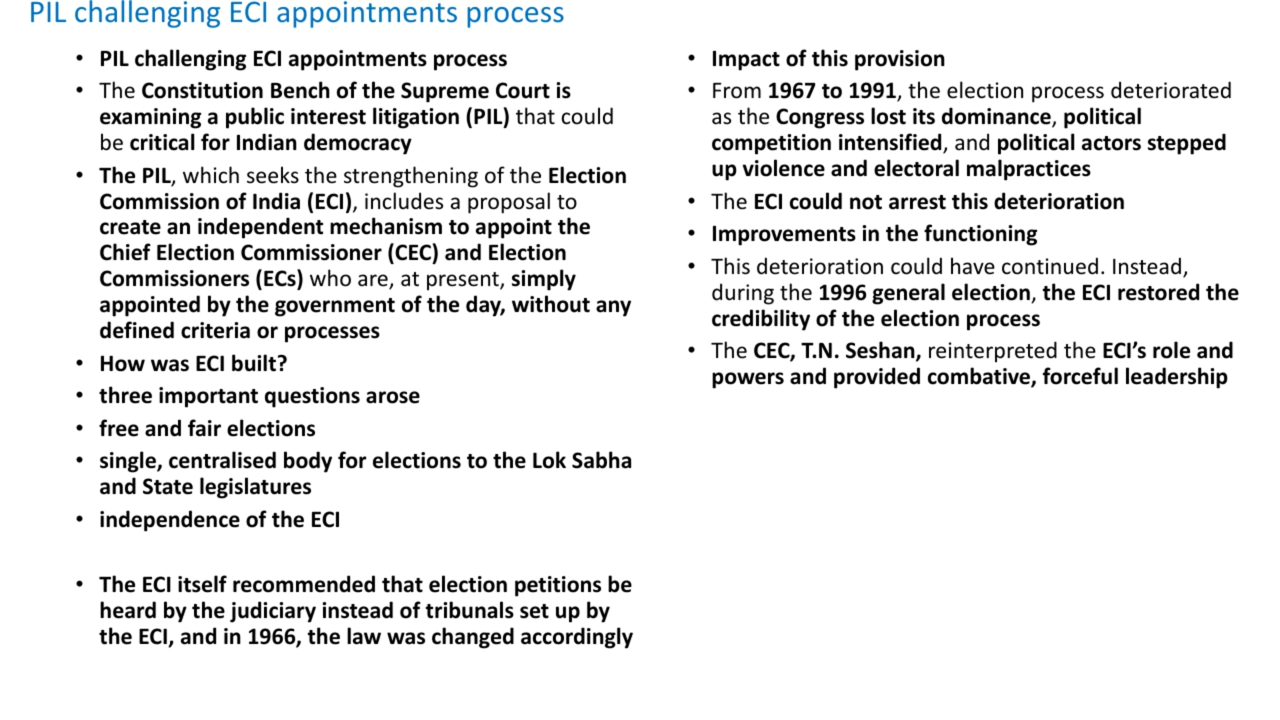 PIL challenging ECI appointments process
• PIL challenging ECI appointments process
• The Constitution Bench of the Supreme Court is
examining a public interest litigation (PIL) that could
be critical for Indian democracy
• The PIL, which seeks the strengthening of the Election
Commission of India (ECI), includes a proposal to
create an independent mechanism to appoint the
Chief Election Commissioner (CEC) and Election
Commissioners (ECs) who are, at present, simply
appointed by the government of the day, without any
defined criteria or processes
• How was ECI built?
• three important questions arose
• free and fair elections
• single, centralised body for elections to the Lok Sabha
and State legislatures
• independence of the ECI
• The ECI itself recommended that election petitions be
heard by the judiciary instead of tribunals set up by
the ECI, and in 1966, the law was changed accordingly
• Impact of this provision
• From 1967 to 1991, the election process deteriorated
as the Congress lost its dominance, political
competition intensified, and political actors stepped
up violence and electoral malpractices
• The ECI could not arrest this deterioration
• Improvements in the functioning
• This deterioration could have continued. Instead,
during the 1996 general election, the ECI restored the
credibility of the election process
• The CEC, T.N. Seshan, reinterpreted the ECI’s role and
powers and provided combative, forceful leadership